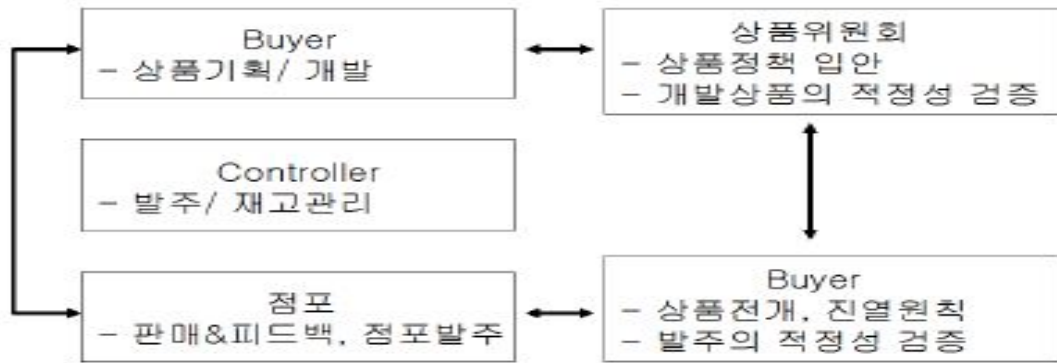 Buyer
- 상품기획/ 개발
상품위원회
- 상품정책 입안
- 개발상품의 적정성 검증
Controller
- 발주/ 재고관리
점포
- 판매&피드백, 점포발주
Buyer
- 상품전개, 진열원칙
- 발주의 적정성 검증